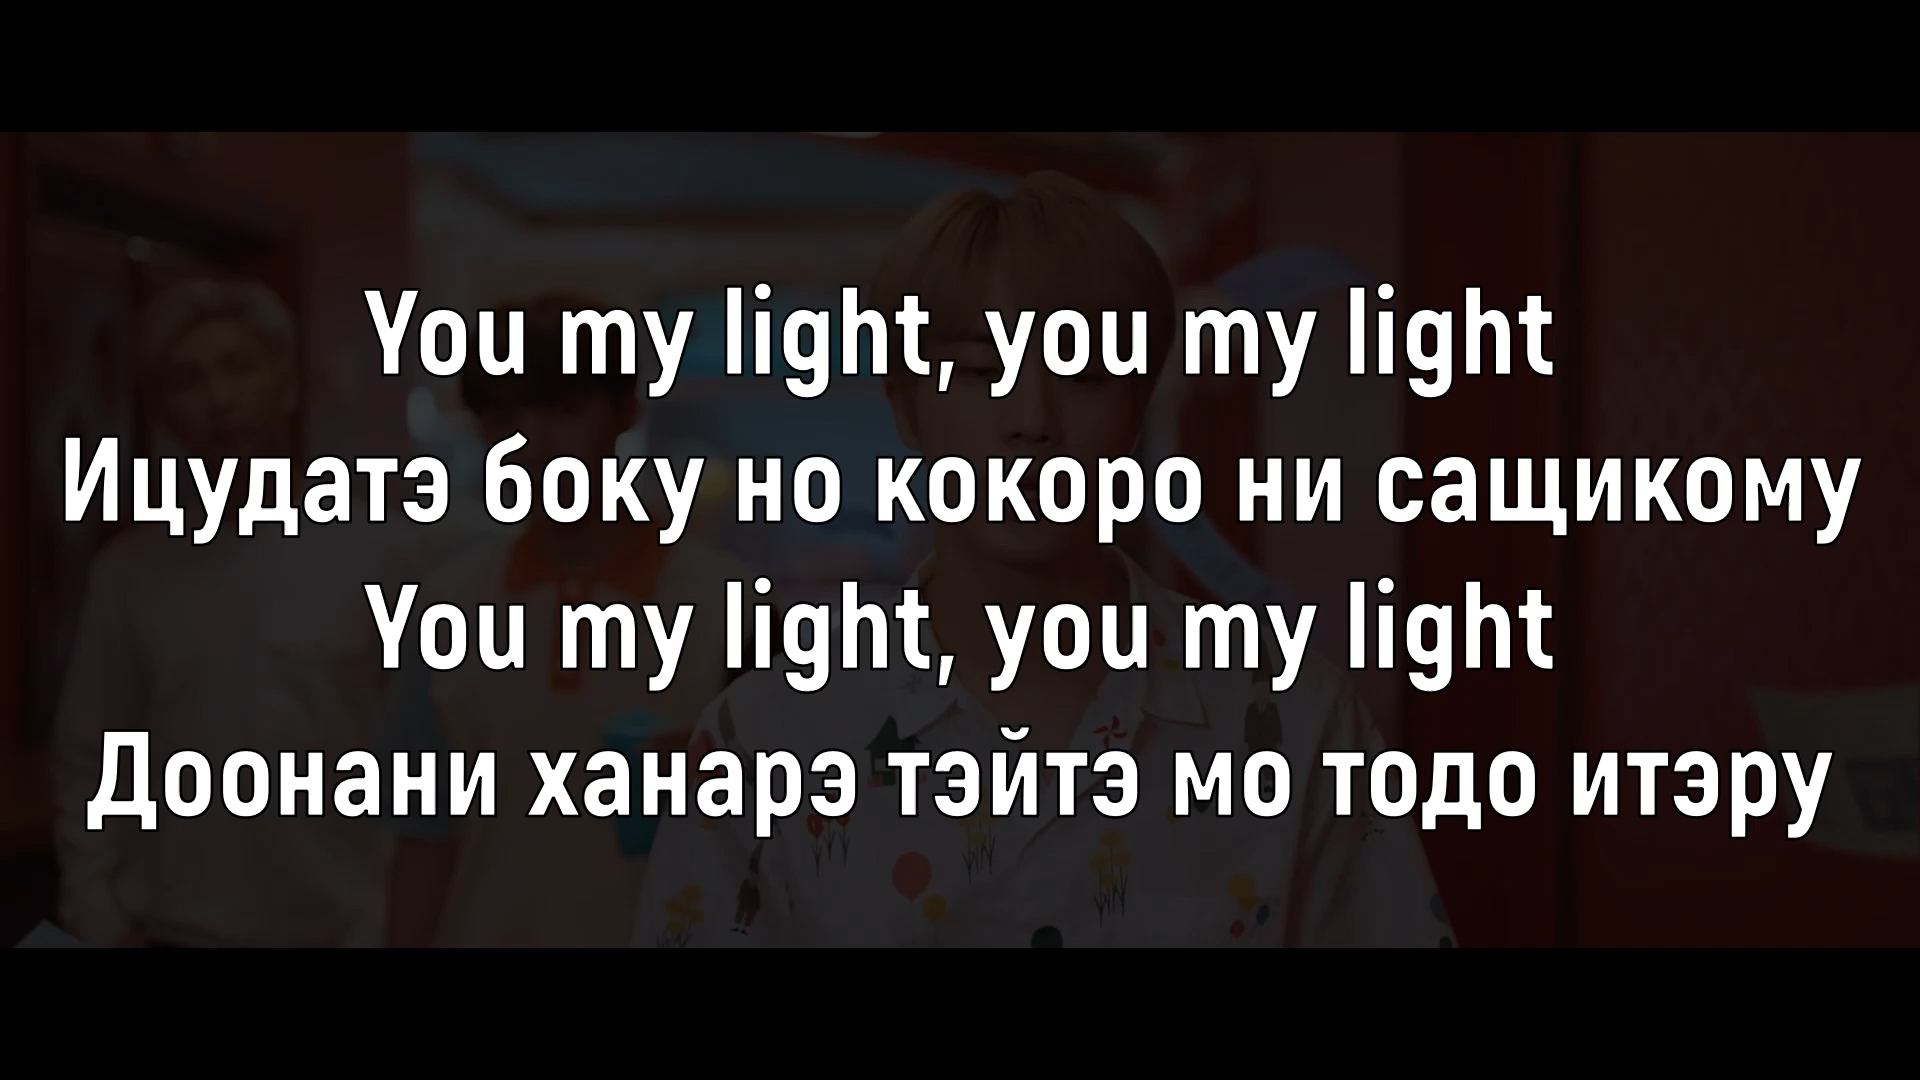 You my light, you my light
Ицудатэ боку но кокоро ни сащикому
You my light, you my light
Доонани ханарэ тэйтэ мо тодо итэру